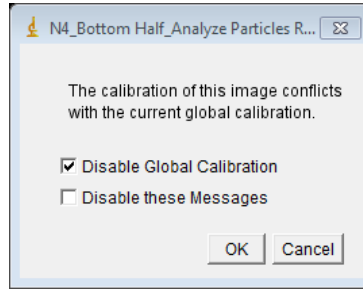 N4_Bottom Half_Analyze Particles R...
The calibration of this image conflicts
with the current global calibration.
Disable Global Calibration
Disable these Messages
OK Cancel